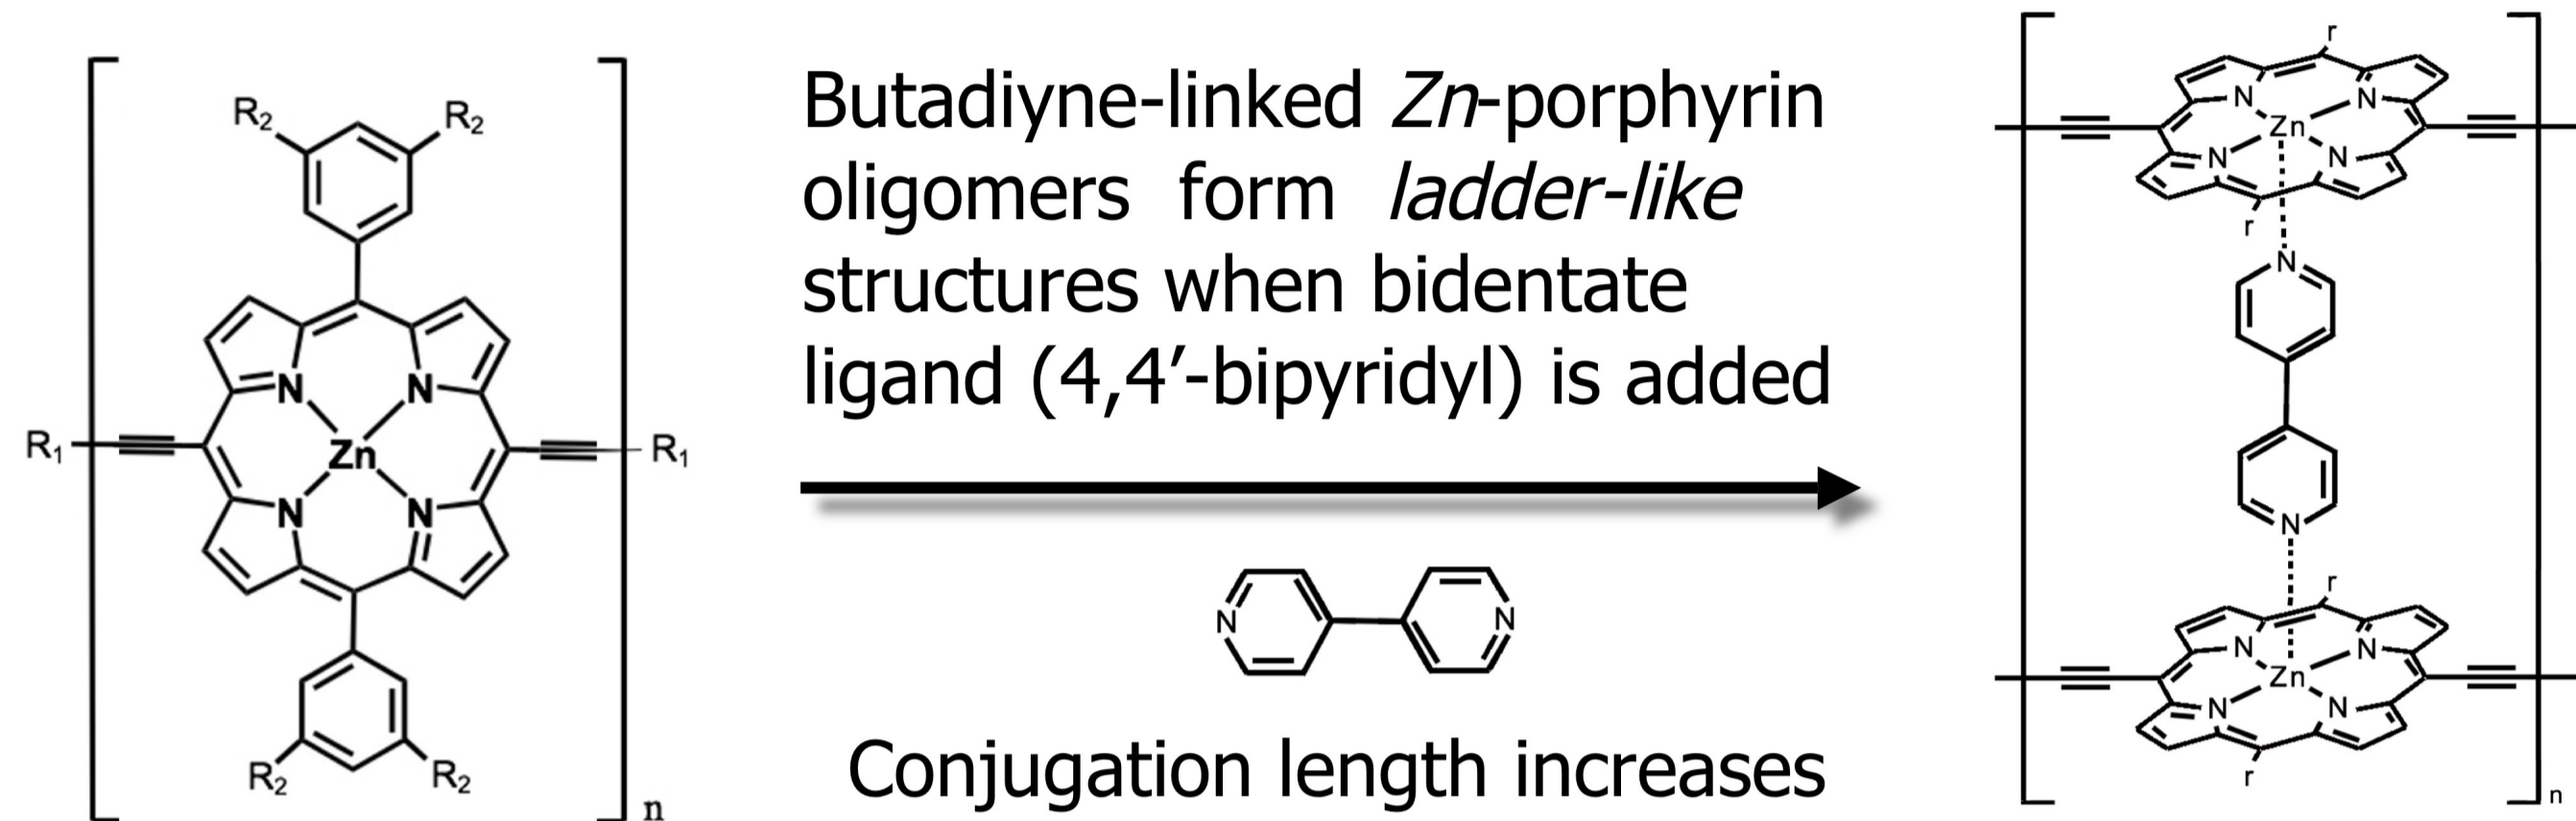 R₂ R₂
N N
R₁ Zn R₁
N N
R₂ R₂
n
Butadiyne-linked Zn-porphyrin
oligomers form ladder-like
structures when bidentate
ligand (4,4′-bipyridyl) is added
N N
Conjugation length increases
r
N N
Zn
N N
r
N
N
r
N N
Zn
N N
r
n